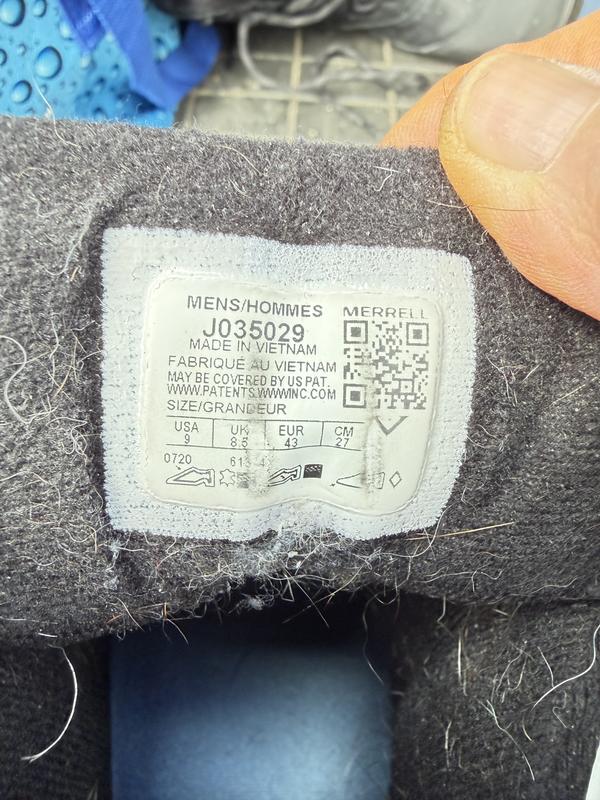 MENS/HOMMES
MERRELL
J035029
MADE IN VIETNAM
FABRIQUÉ AU VIETNAM
MAY BE COVERED BY US PAT.
WWW.PATENTS.WWWINC.COM
SIZE/GRANDEUR
USA UK EUR CM
9 8.5 43 27
0720